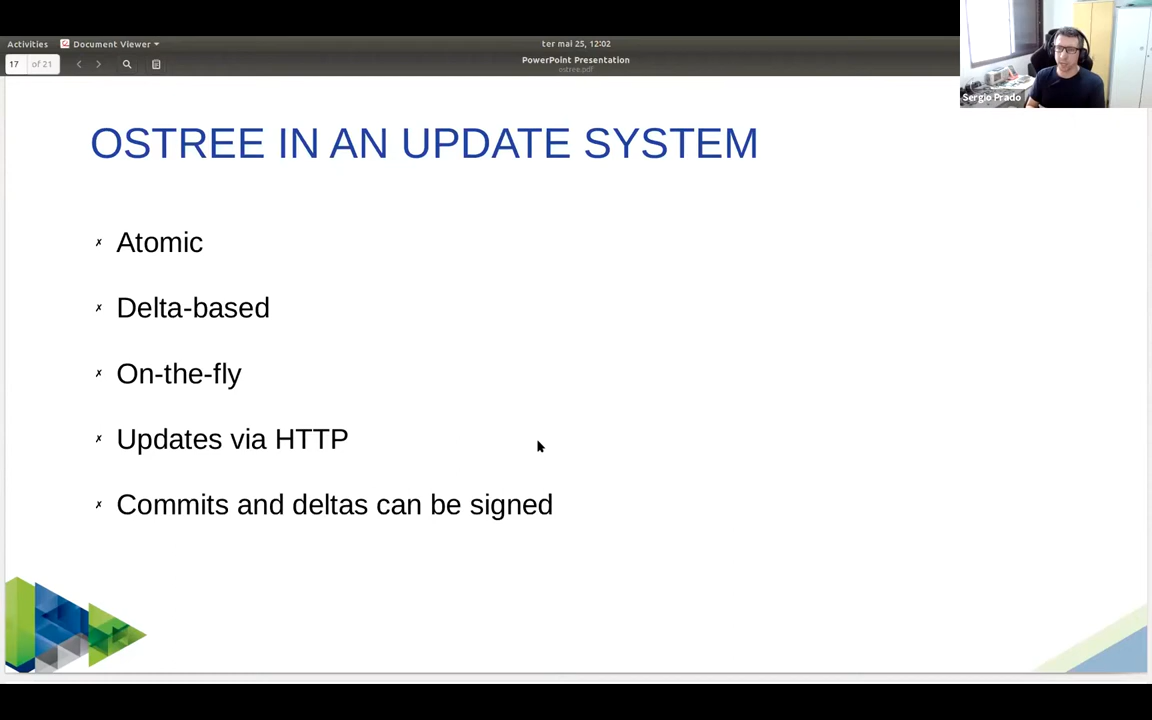 Activities
Document Viewer
ter mai 25, 12:02
17 of 21
PowerPoint Presentation
ostree.pdf
Sergio Prado
OSTREE IN AN UPDATE SYSTEM
✗ Atomic
✗ Delta-based
✗ On-the-fly
✗ Updates via HTTP
✗ Commits and deltas can be signed